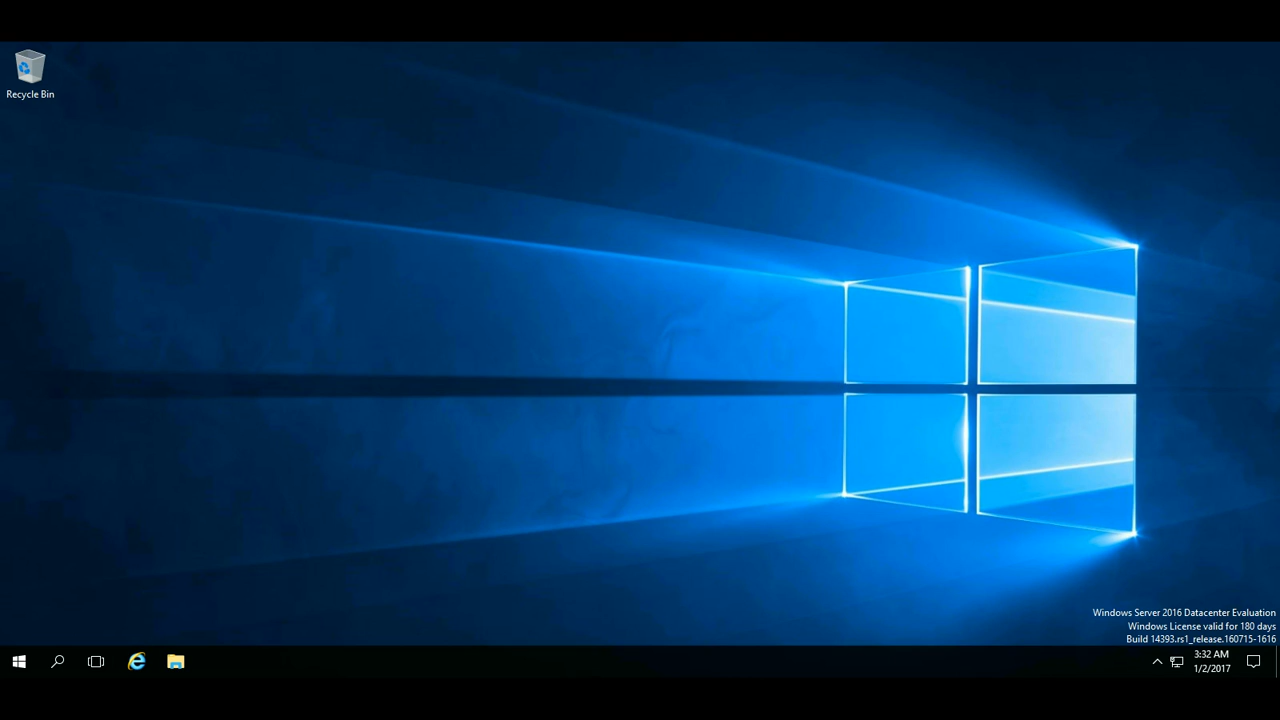 Recycle Bin
Windows Server 2016 Datacenter Evaluation
Windows License valid for 180 days
Build 14393.rs1_release.160715-1616
3:32 AM
1/2/2017